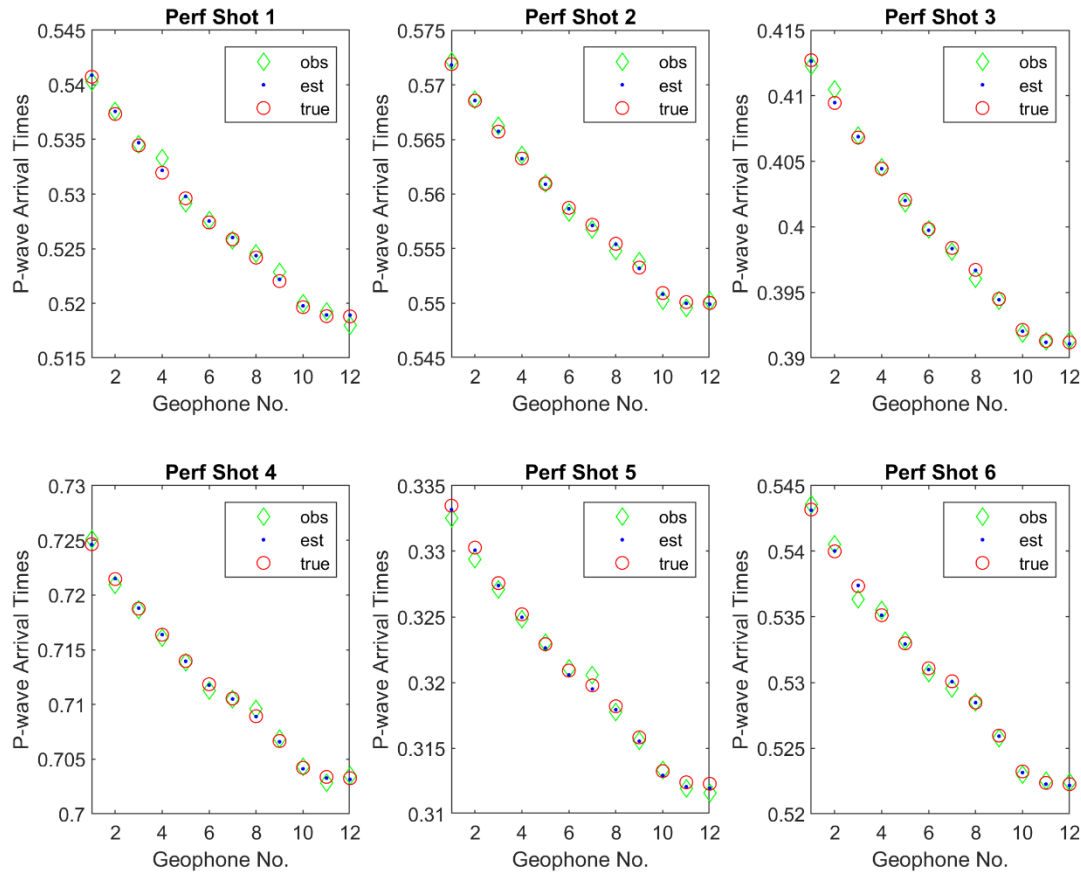 Perf Shot 1
0.545
0.54
0.535
0.53
0.525
0.52
0.515
P-wave Arrival Times
obs
est
true
2 4 6 8 10 12
Geophone No.
Perf Shot 2
0.575
0.57
0.565
0.56
0.555
0.55
0.545
P-wave Arrival Times
obs
est
true
2 4 6 8 10 12
Geophone No.
Perf Shot 3
0.415
0.41
0.405
0.4
0.395
0.39
P-wave Arrival Times
obs
est
true
2 4 6 8 10 12
Geophone No.
Perf Shot 4
0.73
0.725
0.72
0.715
0.71
0.705
0.7
P-wave Arrival Times
obs
est
true
2 4 6 8 10 12
Geophone No.
Perf Shot 5
0.335
0.33
0.325
0.32
0.315
0.31
P-wave Arrival Times
obs
est
true
2 4 6 8 10 12
Geophone No.
Perf Shot 6
0.545
0.54
0.535
0.53
0.525
0.52
P-wave Arrival Times
obs
est
true
2 4 6 8 10 12
Geophone No.